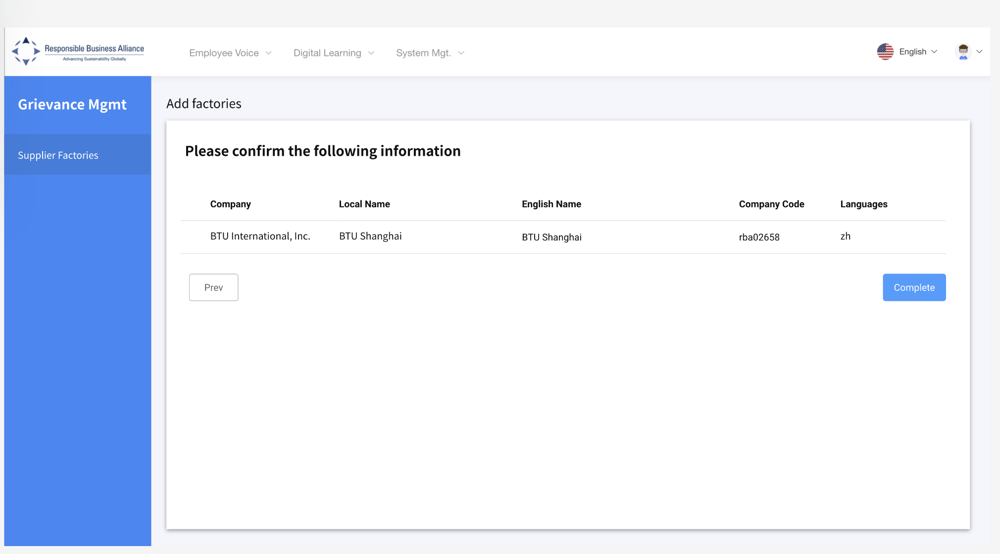 Responsible Business Alliance
Advancing Sustainability Globally
Employee Voice
Digital Learning
System Mgt.
English
Grievance Mgmt
Supplier Factories
Add factories
Please confirm the following information
Company Local Name English Name Company Code Languages
BTU International, Inc. BTU Shanghai BTU Shanghai rba02658 zh
Prev
Complete